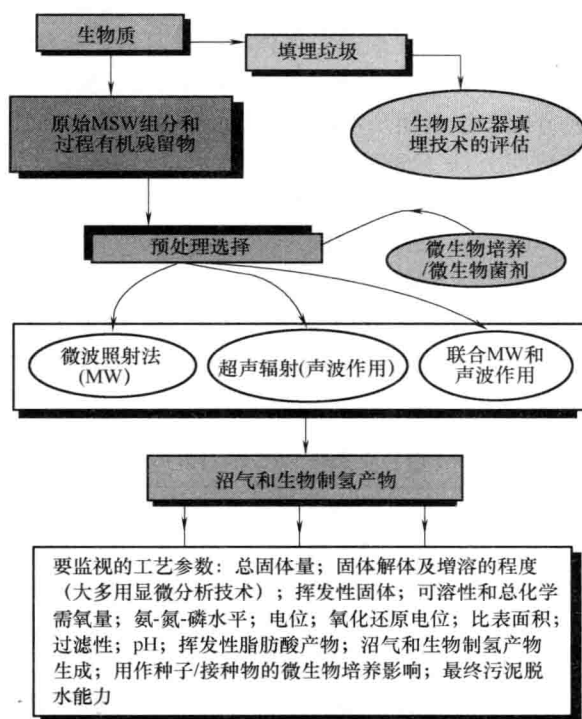 生物质
填埋垃圾
原始MSW组分和
过程有机残留物
生物反应器填
埋技术的评估
预处理选择
微生物培养
/微生物菌剂
微波照射法
(MW)
超声辐射(声波作用)
联合MW和
声波作用
沼气和生物制氢产物
要监视的工艺参数：总固体量；固体解体及增溶的程度
（大多用显微分析技术）；挥发性固体；可溶性和总化学
需氧量；氨-氮-磷水平；电位；氧化还原电位；比表面积；
过滤性；pH；挥发性脂肪酸产物；沼气和生物制氢产物
生成；用作种子/接种物的微生物培养影响；最终污泥脱
水能力